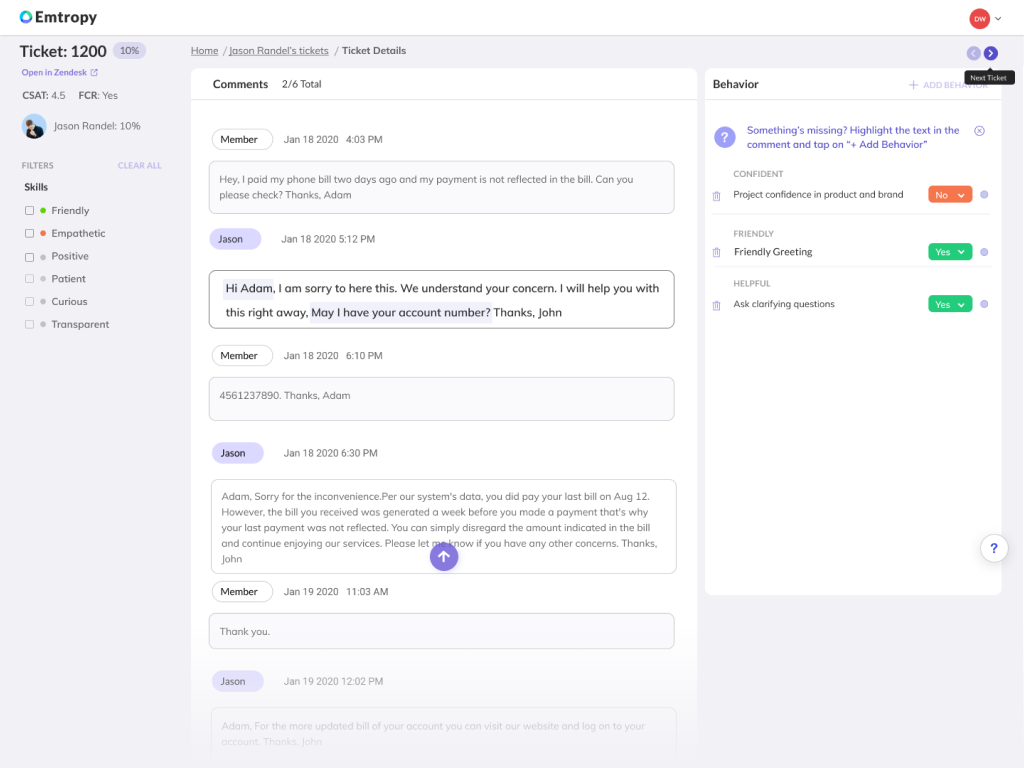 Emtropy
DW
Ticket: 1200 10%
Open in Zendesk
CSAT: 4.5 FCR: Yes
Jason Randel: 10%
FILTERS CLEAR ALL
Skills
Friendly
Empathetic
Positive
Patient
Curious
Transparent
Home / Jason Randel's tickets / Ticket Details
Comments 2/6 Total
Member Jan 18 2020 4:03 PM
Hey, I paid my phone bill two days ago and my payment is not reflected in the bill. Can you
please check? Thanks, Adam
Jason Jan 18 2020 5:12 PM
Hi Adam, I am sorry to here this. We understand your concern. I will help you with
this right away, May I have your account number? Thanks, John
Member Jan 18 2020 6:10 PM
4561237890. Thanks, Adam
Jason Jan 18 2020 6:30 PM
Adam, Sorry for the inconvenience.Per our system's data, you did pay your last bill on Aug 12.
However, the bill you received was generated a week before you made a payment that's why
your last payment was not reflected. You can simply disregard the amount indicated in the bill
and continue enjoying our services. Please let me know if you have any other concerns. Thanks,
John
Member Jan 19 2020 11:03 AM
Thank you.
Jason Jan 19 2020 12:02 PM
Adam, For the more updated bill of your account you can visit our website and log on to your
account. Thanks, John
Next Ticket
Behavior + ADD BEHAVIOR
? Something's missing? Highlight the text in the
comment and tap on "+ Add Behavior"
CONFIDENT
Project confidence in product and brand No
FRIENDLY
Friendly Greeting Yes
HELPFUL
Ask clarifying questions Yes
?